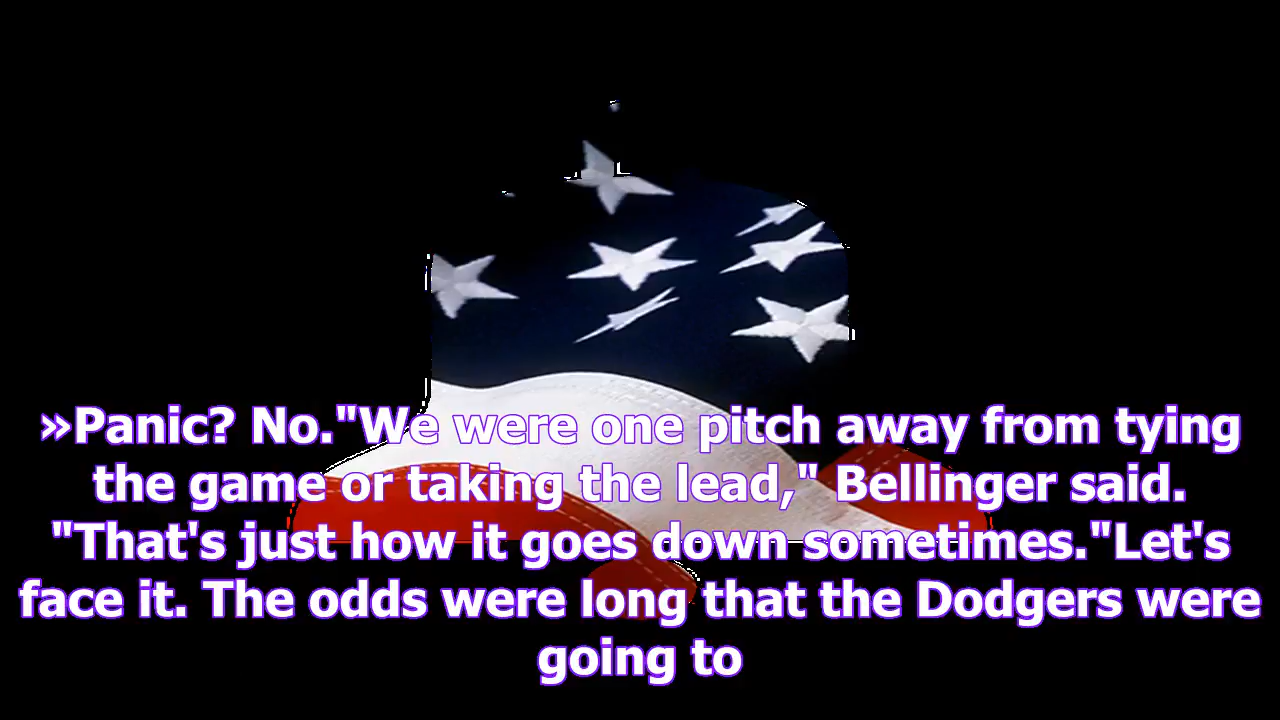 »Panic? No."We were one pitch away from tying
the game or taking the lead," Bellinger said.
"That's just how it goes down sometimes."Let's
face it. The odds were long that the Dodgers were
going to